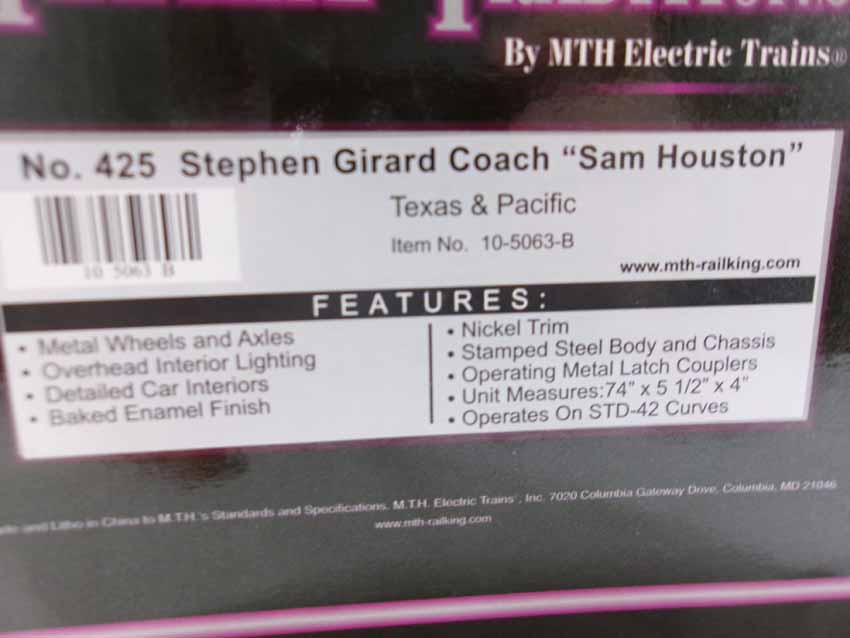 By MTH Electric Trains®
No. 425 Stephen Girard Coach “Sam Houston”
Texas & Pacific
Item No. 10-5063-B
10 5063 B
www.mth-railking.com
FEATURES:
• Metal Wheels and Axles
• Overhead Interior Lighting
• Detailed Car Interiors
• Baked Enamel Finish
• Nickel Trim
• Stamped Steel Body and Chassis
• Operating Metal Latch Couplers
• Unit Measures:74” x 5 1/2” x 4”
• Operates On STD-42 Curves
and Litho in China to M.T.H.'s Standards and Specifications. M.T.H. Electric Trains', Inc. 7020 Columbia Gateway Drive, Columbia, MD 21046
www.mth-railking.com